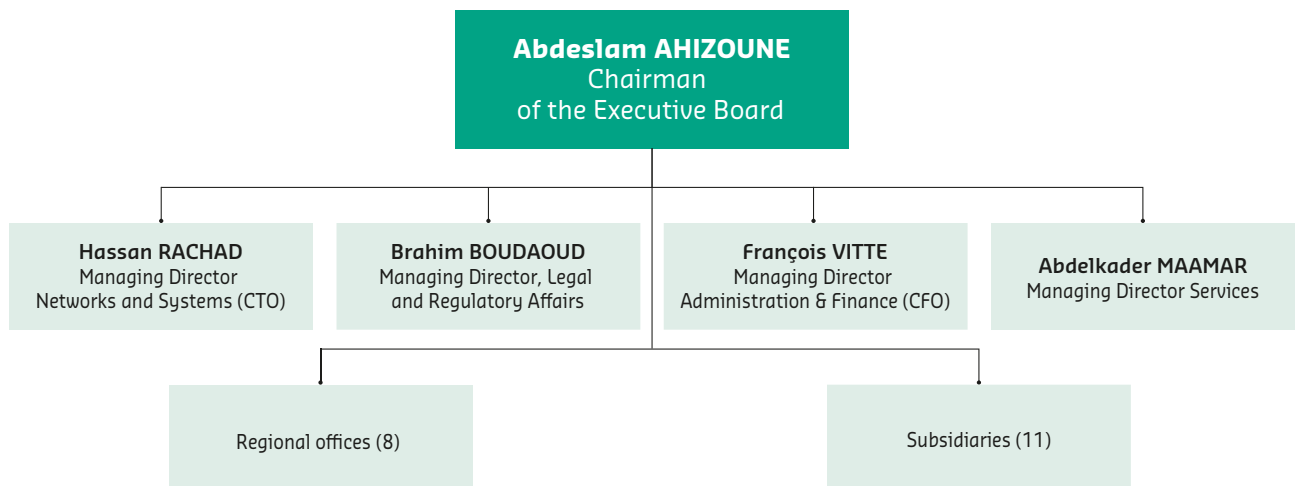 Abdeslam AHIZOUNE
Chairman
of the Executive Board
Hassan RACHAD
Managing Director
Networks and Systems (CTO)
Brahim BOUDAOUD
Managing Director, Legal
and Regulatory Affairs
François VITTE
Managing Director
Administration & Finance (CFO)
Abdelkader MAAMAR
Managing Director Services
Regional offices (8)
Subsidiaries (11)